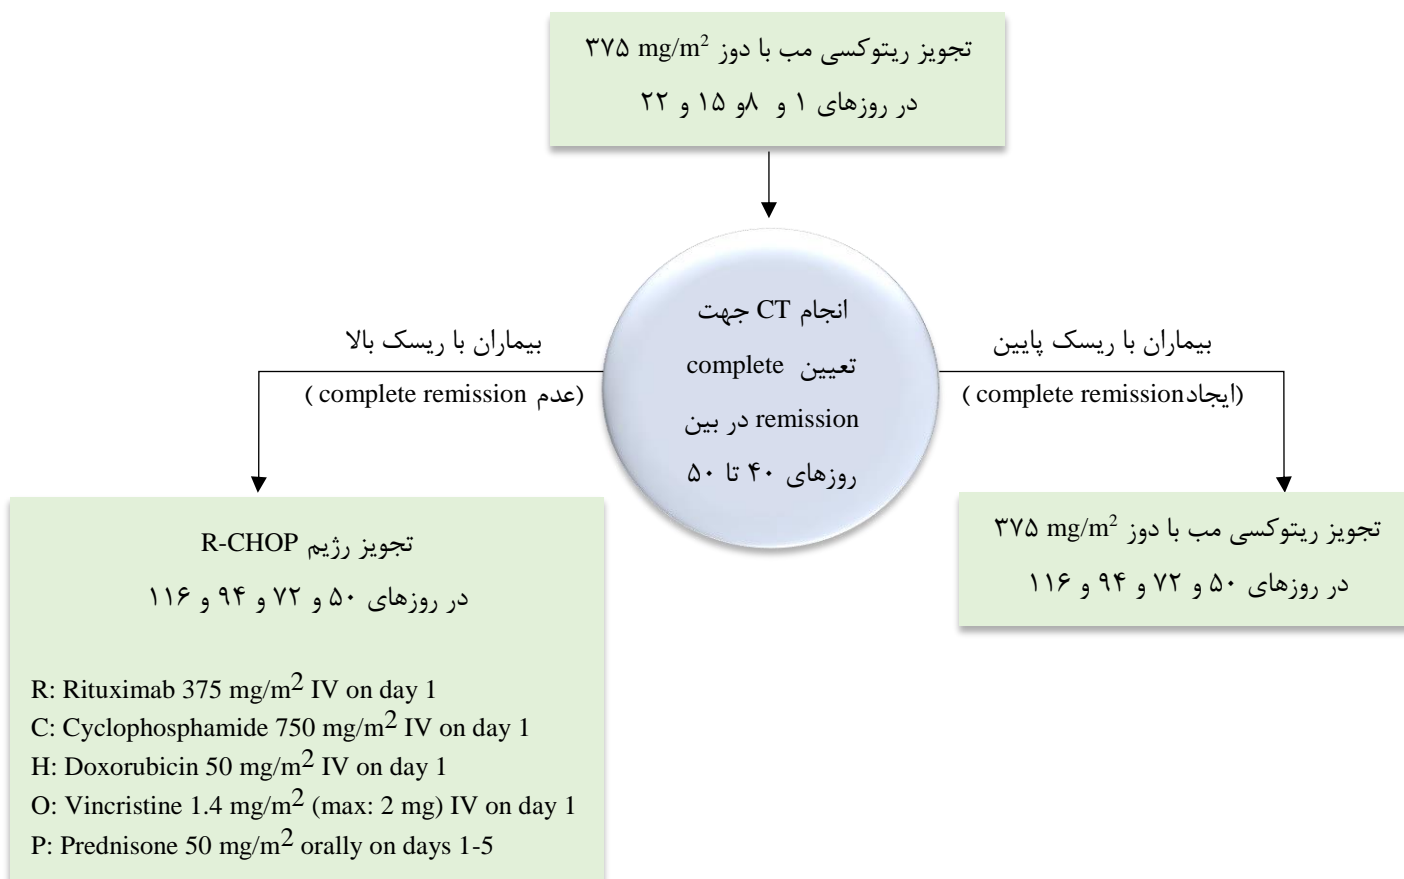 تجویز ریتوکسی مب با دوز ۳۷۵ mg/m²
در روزهای ۱ و ۸و ۱۵ و ۲۲
انجام CT جهت
تعیین complete
remission در بین
روزهای ۴۰ تا ۵۰
بیماران با ریسک پایین
(ایجادcomplete remission )
بیماران با ریسک بالا
(عدم complete remission )
تجویز ریتوکسی مب با دوز ۳۷۵ mg/m²
در روزهای ۵۰ و ۷۲ و ۹۴ و ۱۱۶
تجویز رژیم R-CHOP
در روزهای ۵۰ و ۷۲ و ۹۴ و ۱۱۶
R: Rituximab 375 mg/m² IV on day 1
C: Cyclophosphamide 750 mg/m² IV on day 1
H: Doxorubicin 50 mg/m² IV on day 1
O: Vincristine 1.4 mg/m² (max: 2 mg) IV on day 1
P: Prednisone 50 mg/m² orally on days 1-5